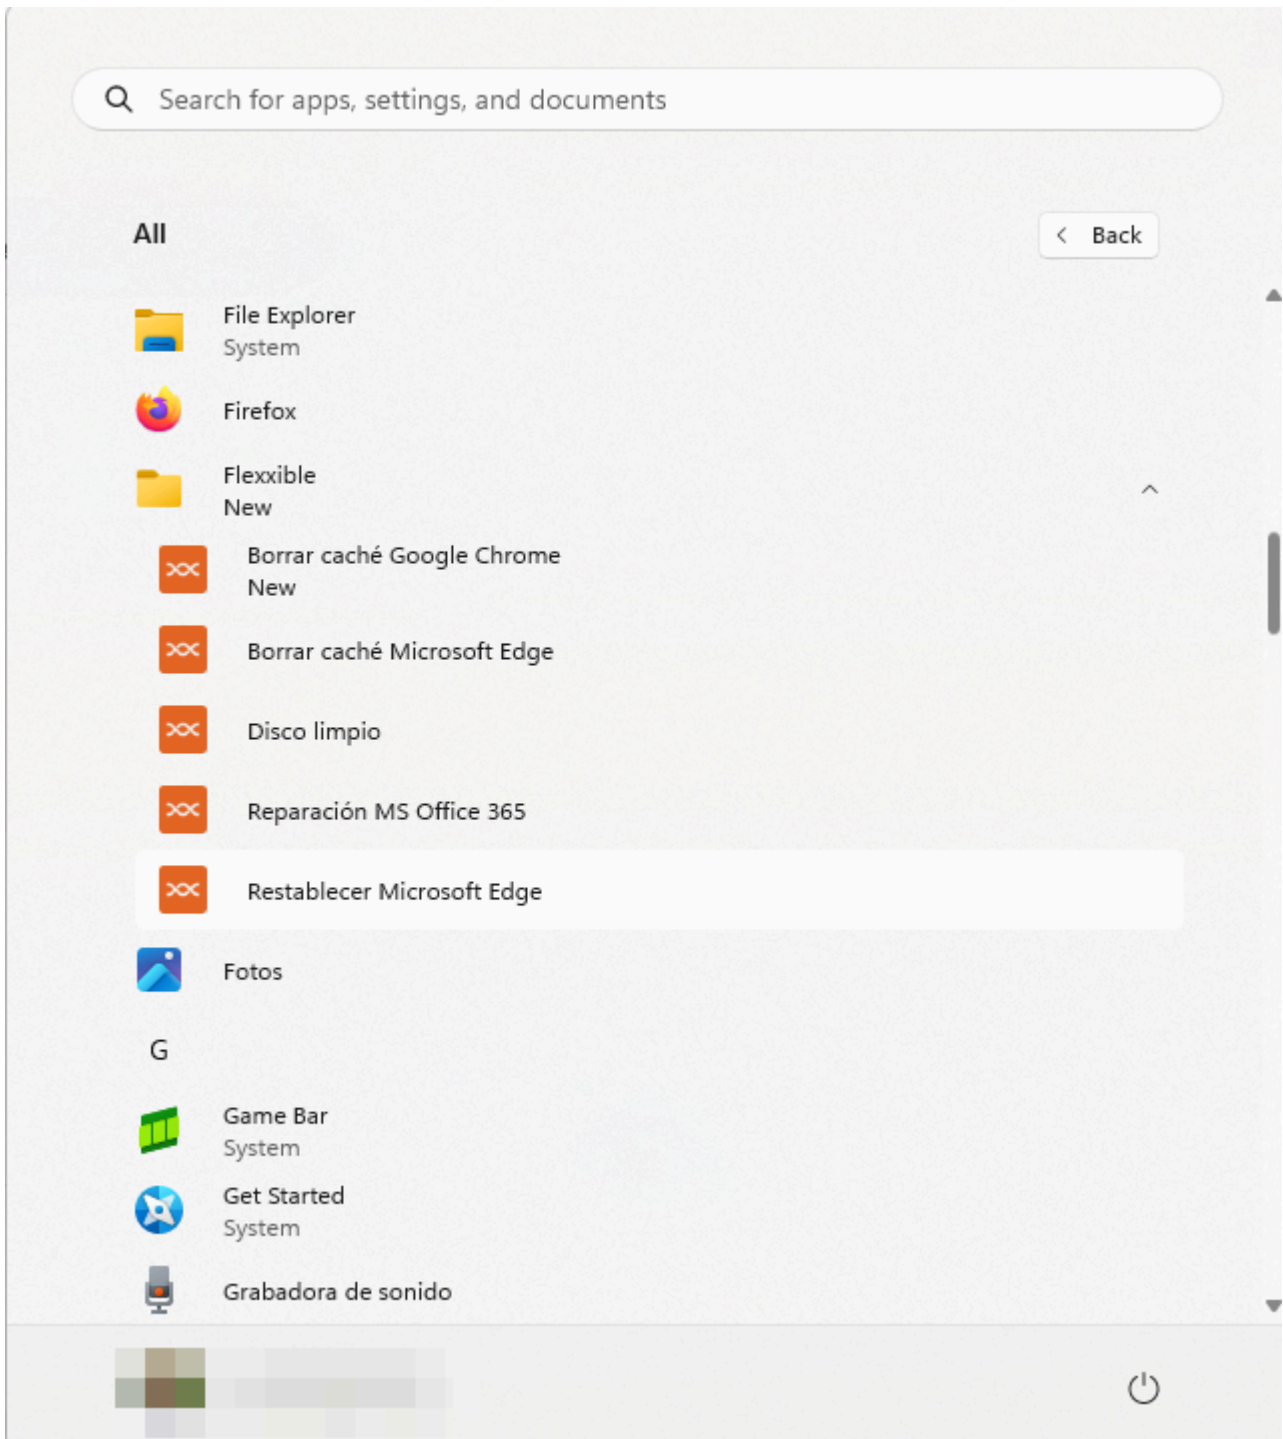 Search for apps, settings, and documents
All
Back
File Explorer
System
Firefox
Flexxible
New
Borrar caché Google Chrome
New
Borrar caché Microsoft Edge
Disco limpio
Reparación MS Office 365
Restablecer Microsoft Edge
Fotos
G
Game Bar
System
Get Started
System
Grabadora de sonido